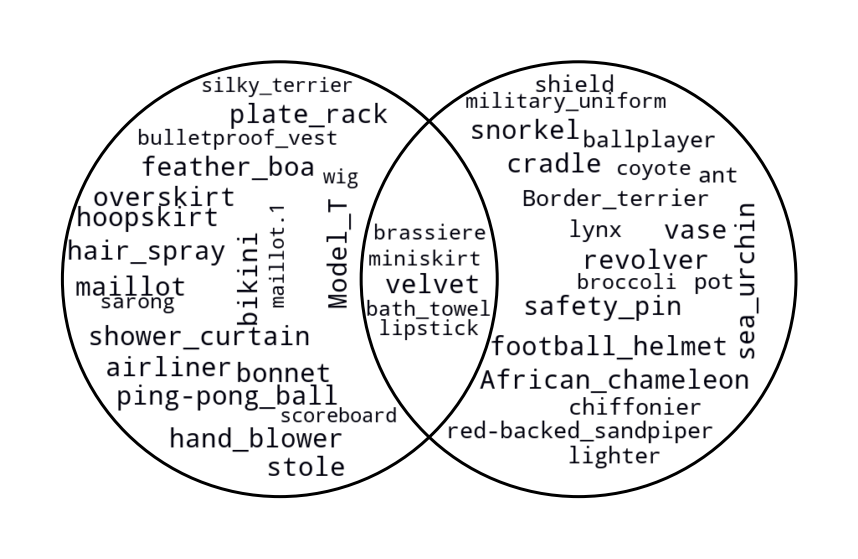 silky_terrier
plate_rack
bulletproof_vest
feather_boa
wig
overskirt
hoopskirt
hair_spray
bikini
maillot.1
Model_T
maillot
sarong
shower_curtain
airliner
bonnet
ping-pong_ball
scoreboard
hand_blower
stole
brassiere
miniskirt
velvet
bath_towel
lipstick
shield
military_uniform
snorkel
ballplayer
cradle
coyote
ant
Border_terrier
lynx
vase
revolver
broccoli
pot
sea_urchin
safety_pin
football_helmet
African_chameleon
chiffonier
red-backed_sandpiper
lighter